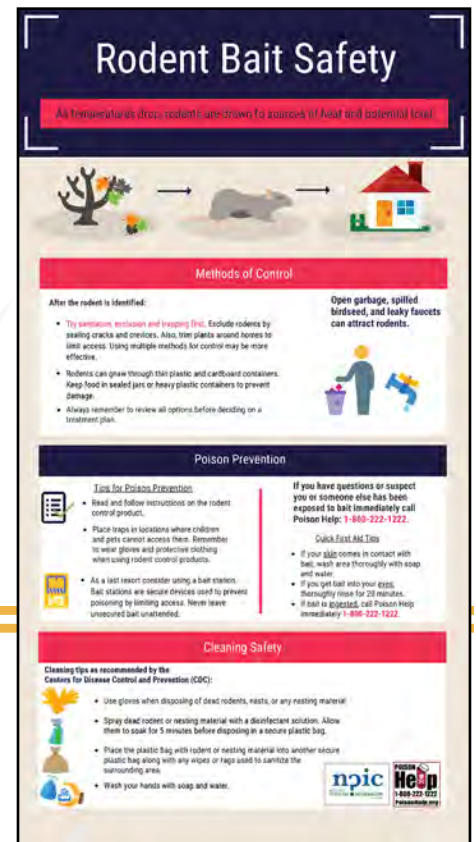 Rodent Bait Safety
As temperatures drop, rodents are drawn to sources of heat and potential food.
Methods of Control
After the rodent is identified:
• Try sanitation, exclusion and trapping first. Exclude rodents by
sealing cracks and crevices. Also, trim plants around homes to
limit access. Using multiple methods for control may be more
effective.
• Rodents can gnaw through thin plastic and cardboard containers.
Keep food in sealed jars or heavy plastic containers to prevent
damage.
• Always remember to review all options before deciding on a
treatment plan.
Open garbage, spilled
birdseed, and leaky faucets
can attract rodents.
Poison Prevention
Tips for Poison Prevention
• Read and follow instructions on the rodent
control product.
• Place traps in locations where children
and pets cannot access them. Remember
to wear gloves and protective clothing
when using rodent control products.
• As a last resort consider using a bait station.
Bait stations are secure devices used to prevent
poisoning by limiting access. Never leave
unsecured bait unattended.
If you have questions or suspect
you or someone else has been
exposed to bait immediately call
Poison Help: 1-800-222-1222.
Quick First Aid Tips
• If your skin comes in contact with
bait, wash area thoroughly with soap
and water.
• If you get bait into your eyes,
thoroughly rinse for 20 minutes.
• If bait is ingested, call Poison Help
immediately 1-800-222-1222.
Cleaning Safety
Cleaning tips as recommended by the
Centers for Disease Control and Prevention (CDC):
• Use gloves when disposing of dead rodents, nests, or any nesting material
• Spray dead rodent or nesting material with a disinfectant solution. Allow
them to soak for 5 minutes before disposing in a secure plastic bag.
• Place the plastic bag with rodent or nesting material into another secure
plastic bag along with any wipes or rags used to sanitize the
surrounding area.
• Wash your hands with soap and water.
npic
POISON
Help
1-800-222-1222
PoisonHelp.org